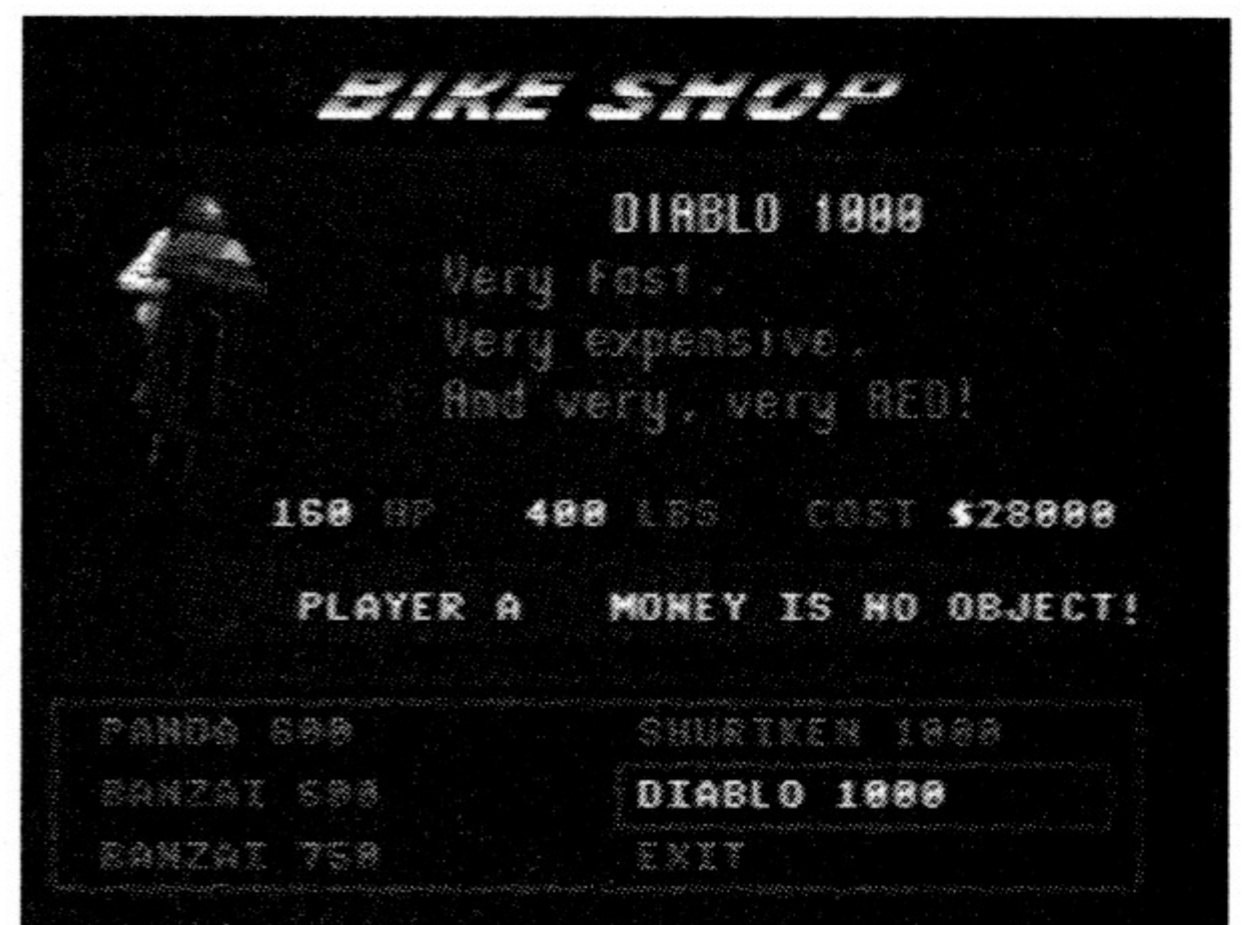 BIKE SHOP
DIABLO 1000
Very Fast.
Very expensive.
And very, very RED!
160 HP 400 LBS COST $28000
PLAYER A MONEY IS NO OBJECT!
PANDA 600 SHURIKEN 1000
BANZAI 600 DIABLO 1000
BANZAI 750 EXIT